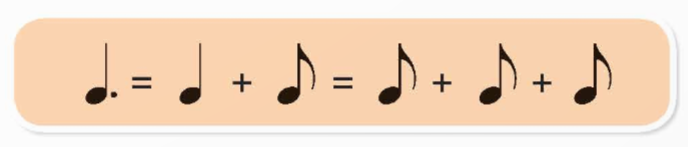 ♩. = ♩ + ♪ = ♪ + ♪ + ♪